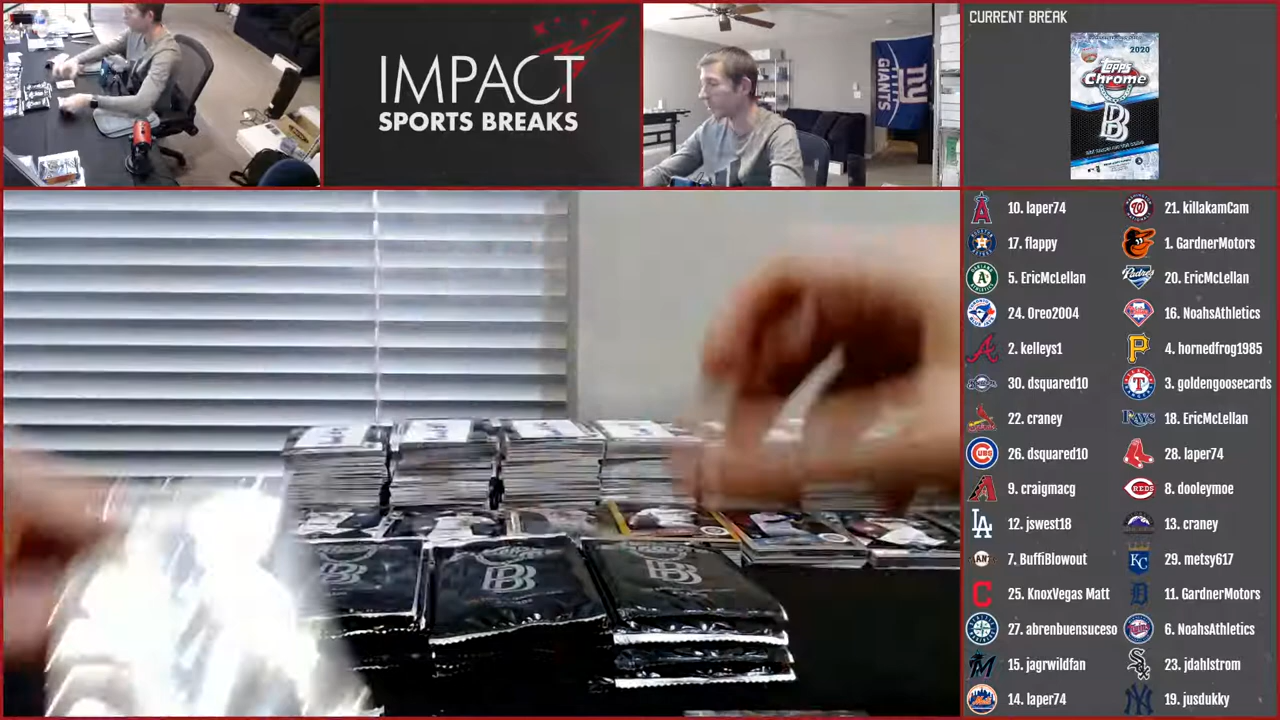 IMPACT
SPORTS BREAKS
ny
GIANTS
CURRENT BREAK
2020
Topps
Chrome
B
10. laper74
17. flappy
5. EricMcLellan
24. Oreo2004
2. kelleys1
30. dsquared10
22. craney
26. dsquared10
9. craigmacg
12. jswest18
7. BuffiBlowout
25. KnoxVegas Matt
27. abrenbuensuceso
15. jagrwildfan
14. laper74
21. killakamCam
1. GardnerMotors
20. EricMcLellan
16. NoahsAthletics
4. hornedfrog1985
3. goldengoosecards
18. EricMcLellan
28. laper74
8. dooleymoe
13. craney
29. metsy617
11. GardnerMotors
6. NoahsAthletics
23. jdahlstrom
19. jusdukky